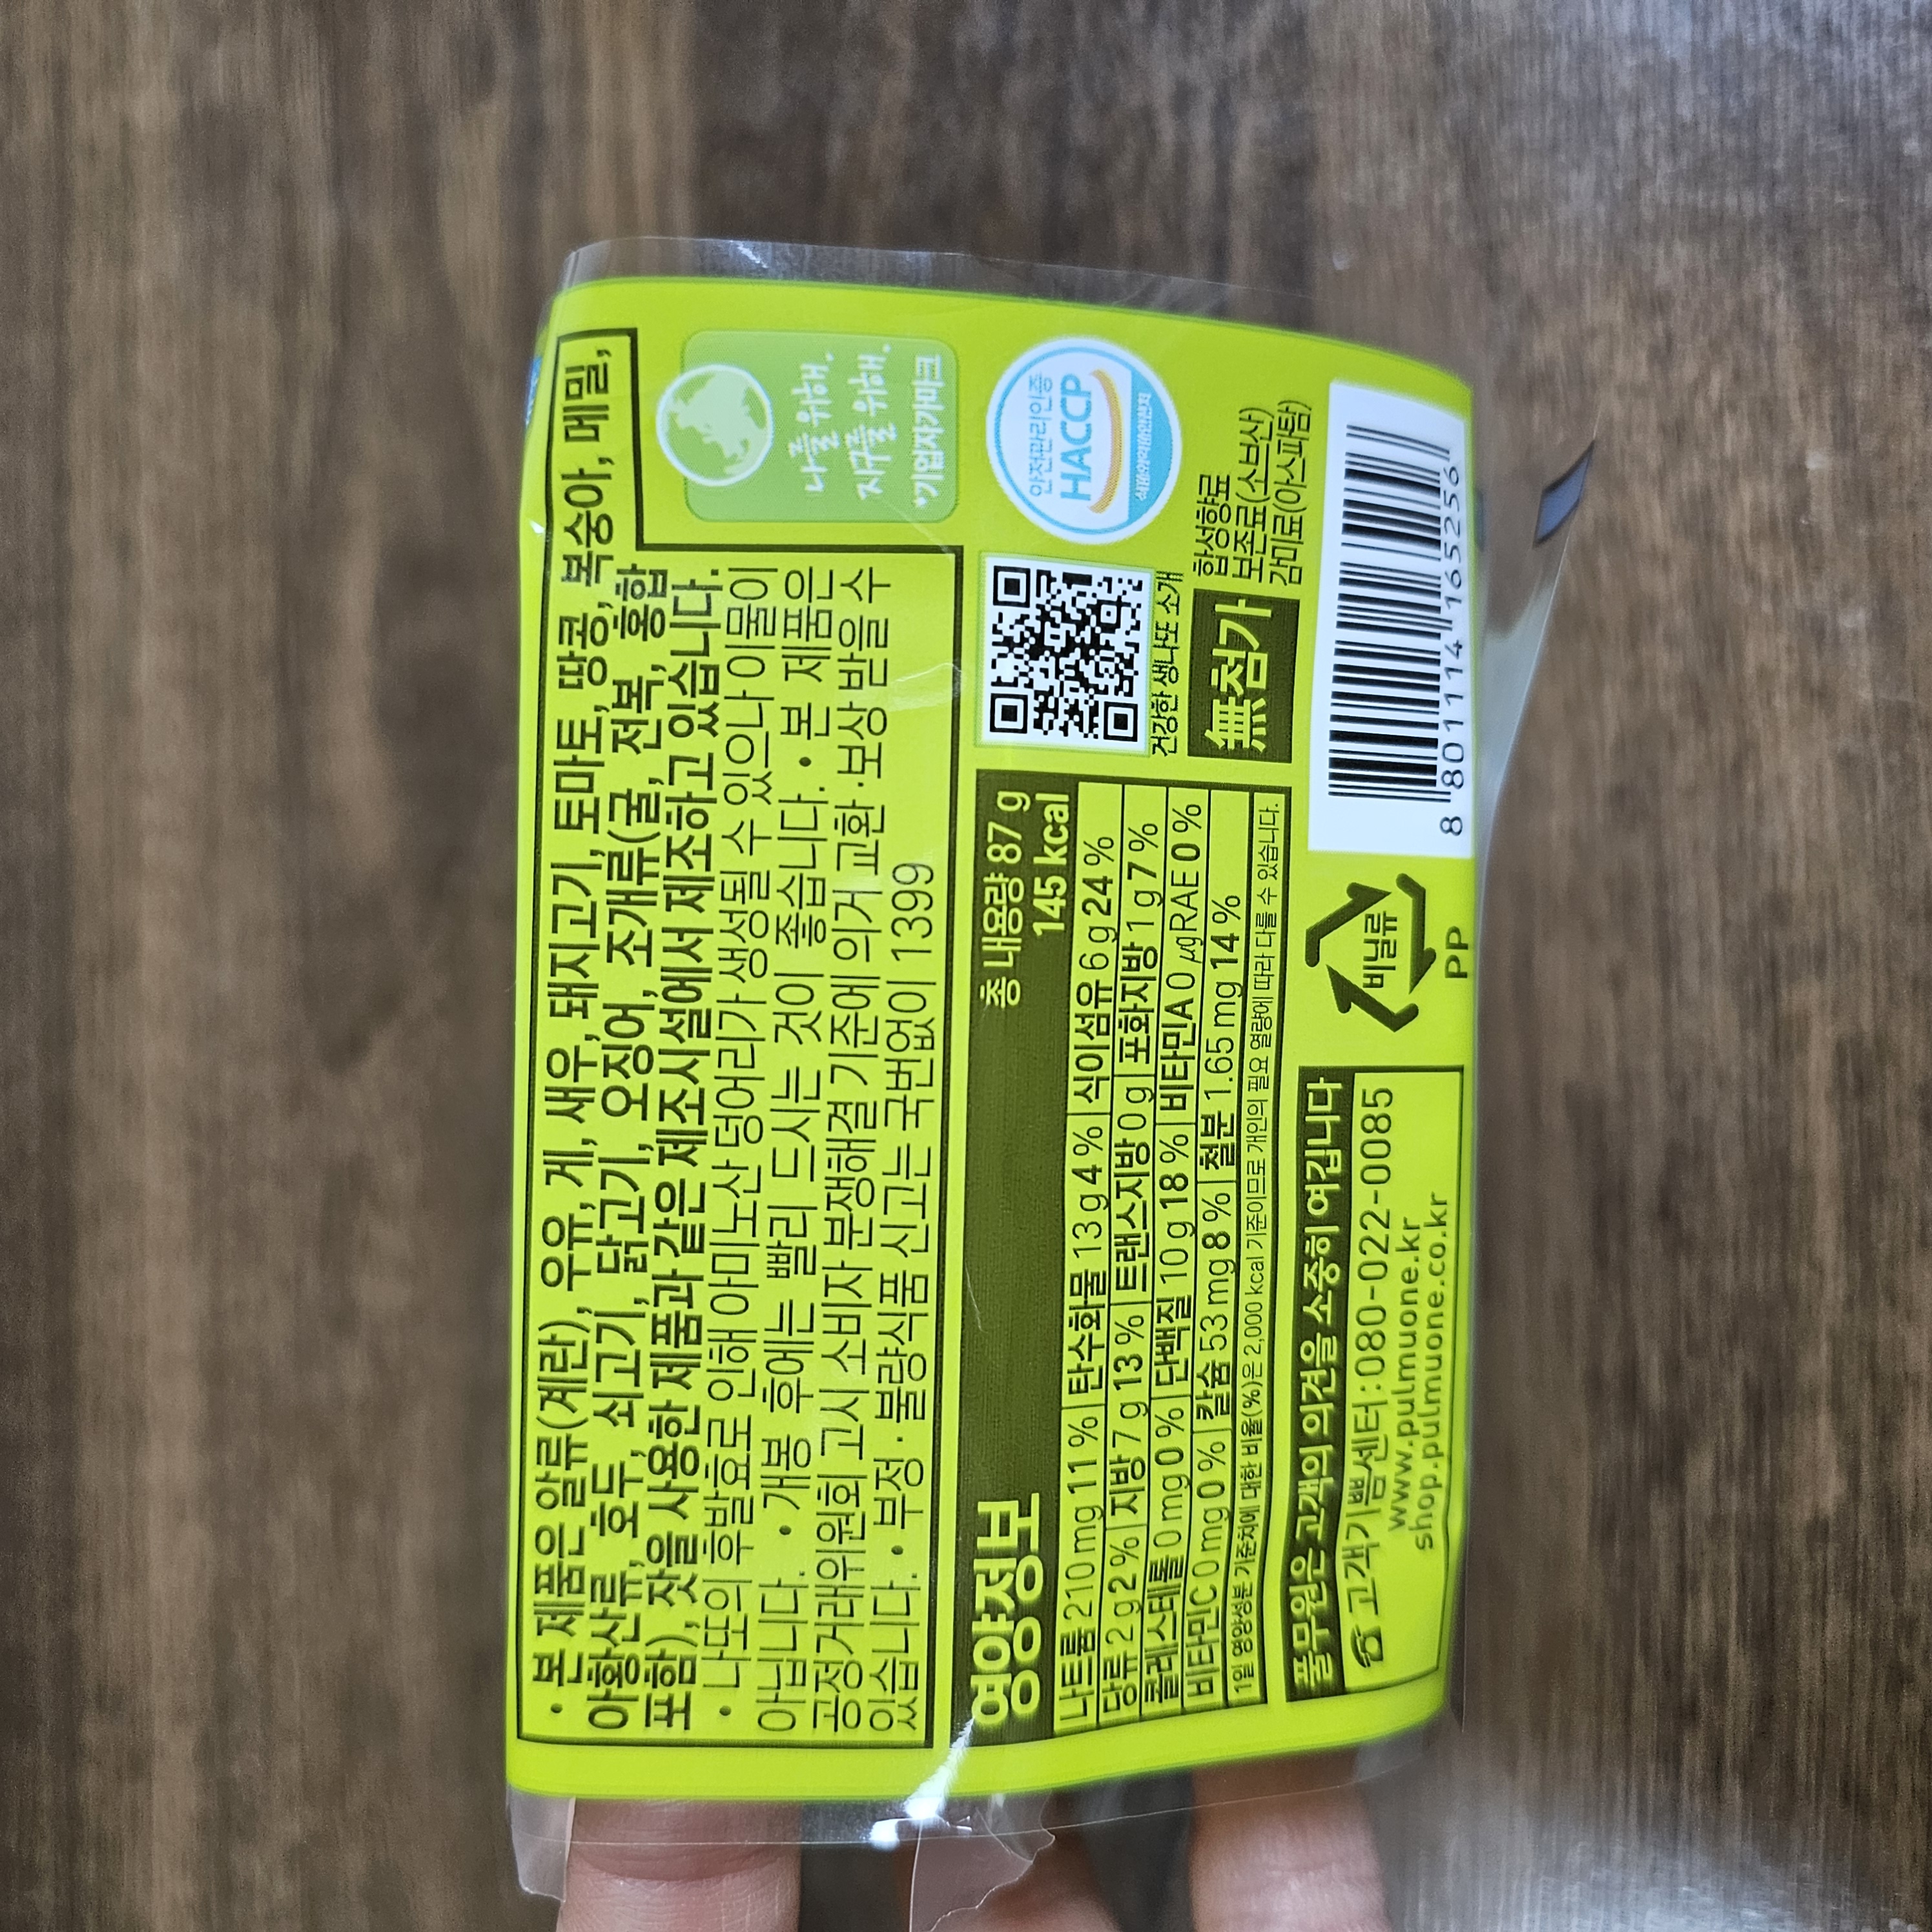 • 본 제품은 알류(계란), 우유, 게, 새우, 돼지고기, 토마토, 땅콩, 복숭아, 메밀,
아황산류, 호두, 쇠고기, 닭고기, 오징어, 조개류(굴, 전복, 홍합
포함), 잣을 사용한 제품과 같은 제조시설에서 제조하고 있습니다.
• 나또의 후발효로 인해 아미노산 덩어리가 생성될 수 있으나 이물이
아닙니다. • 개봉 후에는 빨리 드시는 것이 좋습니다. • 본 제품은
공정거래위원회 고시 소비자 분쟁해결 기준에 의거 교환·보상 받을 수
있습니다. • 부정·불량식품 신고는 국번없이 1399
나를 위해,
지구를 위해,
*기업자가마크
영양정보
총 내용량 87 g
145 kcal
나트륨 210 mg 11 % | 탄수화물 13 g 4 % | 식이섬유 6 g 24 %
당류 2 g 2 % | 지방 7 g 13 % | 트랜스지방 0 g | 포화지방 1 g 7 %
콜레스테롤 0 mg 0 % | 단백질 10 g 18 % | 비타민A 0 μgRAE 0 %
비타민C 0 mg 0 % | 칼슘 53 mg 8 % | 철분 1.65 mg 14 %
1일 영양성분 기준치에 대한 비율(%)은 2,000 kcal 기준이므로 개인의 필요 열량에 따라 다를 수 있습니다.
건강한 생나또 소개
안전관리인증
HACCP
식품의약품안전처
無첨가
합성향료
보존료(소브산)
감미료(아스파탐)
풀무원은 고객의 의견을 소중히 여깁니다
☎ 고객기쁨센터:080-022-0085
www.pulmuone.kr
shop.pulmuone.co.kr
비닐류
PP
8 801114 165256